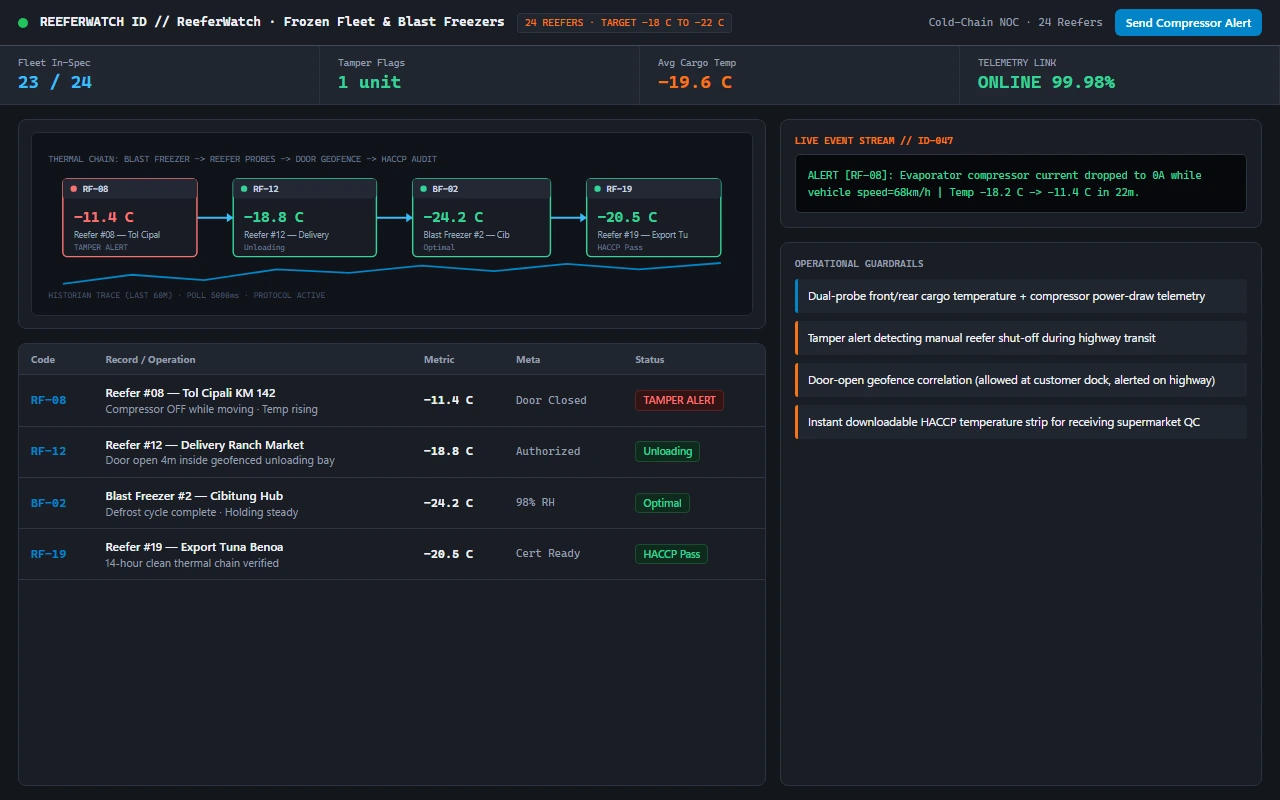 REEFERWATCH ID // ReeferWatch · Frozen Fleet & Blast Freezers
24 REEFERS · TARGET −18 C TO −22 C
Cold-Chain NOC · 24 Reefers
Send Compressor Alert
Fleet In-Spec
23 / 24
Tamper Flags
1 unit
Avg Cargo Temp
−19.6 C
TELEMETRY LINK
ONLINE 99.98%
THERMAL CHAIN: BLAST FREEZER −> REEFER PROBES −> DOOR GEOFENCE −> HACCP AUDIT
RF−08
−11.4 C
Reefer #08 — Tol Cipal
TAMPER ALERT
RF−12
−18.8 C
Reefer #12 — Delivery
Unloading
BF−02
−24.2 C
Blast Freezer #2 — Cib
Optimal
RF−19
−20.5 C
Reefer #19 — Export Tu
HACCP Pass
HISTORIAN TRACE (LAST 60M) · POLL 5000ms · PROTOCOL ACTIVE
Code Record / Operation Metric Meta Status
RF−08 Reefer #08 — Tol Cipali KM 142 −11.4 C Door Closed TAMPER ALERT
Compressor OFF while moving · Temp rising
RF−12 Reefer #12 — Delivery Ranch Market −18.8 C Authorized Unloading
Door open 4m inside geofenced unloading bay
BF−02 Blast Freezer #2 — Cibitung Hub −24.2 C 98% RH Optimal
Defrost cycle complete · Holding steady
RF−19 Reefer #19 — Export Tuna Benoa −20.5 C Cert Ready HACCP Pass
14-hour clean thermal chain verified
LIVE EVENT STREAM // ID−047
ALERT [RF−08]: Evaporator compressor current dropped to 0A while
vehicle speed=68km/h | Temp −18.2 C −> −11.4 C in 22m.
OPERATIONAL GUARDRAILS
Dual-probe front/rear cargo temperature + compressor power-draw telemetry
Tamper alert detecting manual reefer shut-off during highway transit
Door-open geofence correlation (allowed at customer dock, alerted on highway)
Instant downloadable HACCP temperature strip for receiving supermarket QC